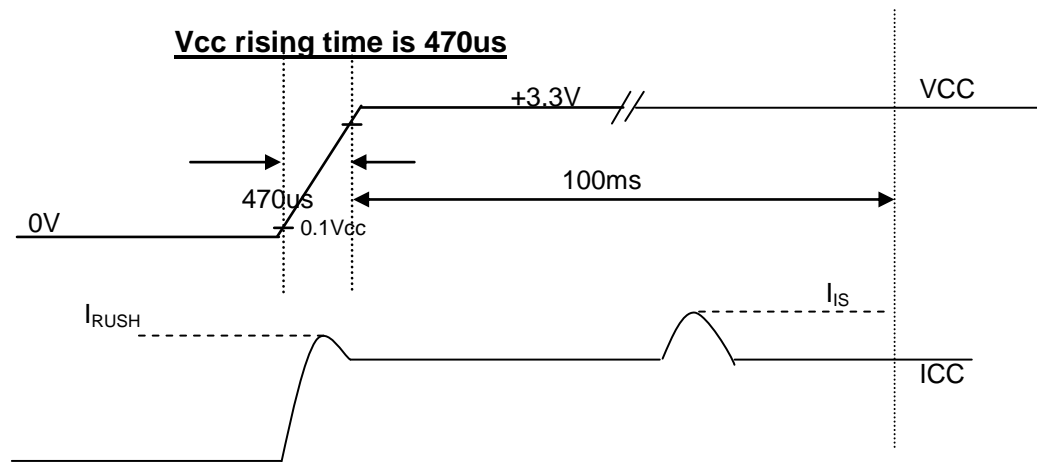 Vcc rising time is 470us
+3.3V
VCC
100ms
470us
0V
0.1Vcc
IRUSH
IIS
ICC